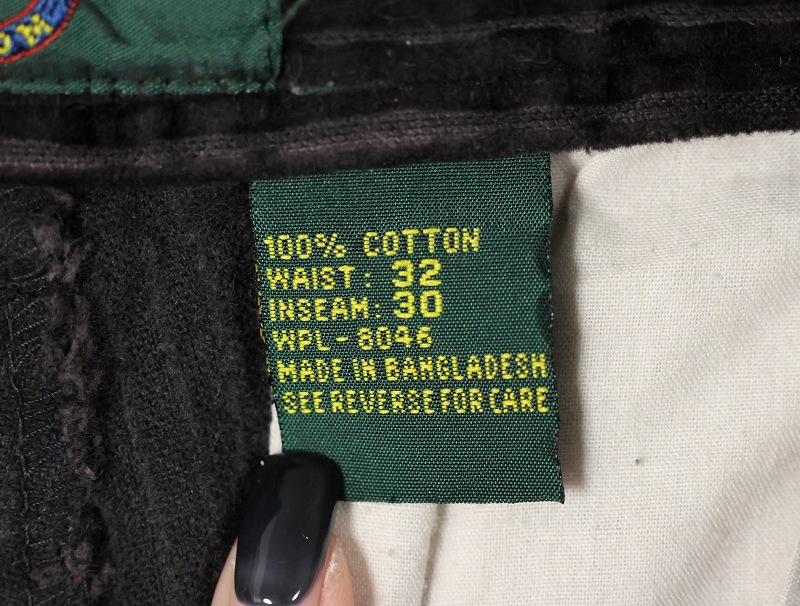 100% COTTON
WAIST: 32
INSEAM: 30
WPL-8046
MADE IN BANGLADESH
SEE REVERSE FOR CARE